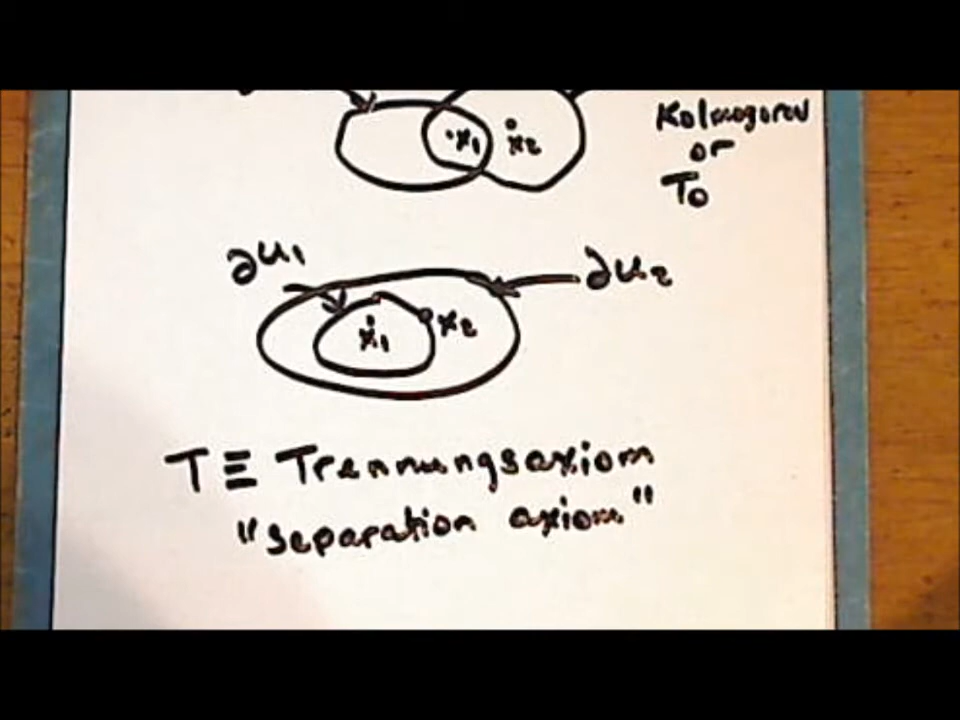 Kolmogorov
or
T0
x1 x2
∂u1
∂u2
x1 x2
T ≡ Trennungsaxiom
"separation axiom"